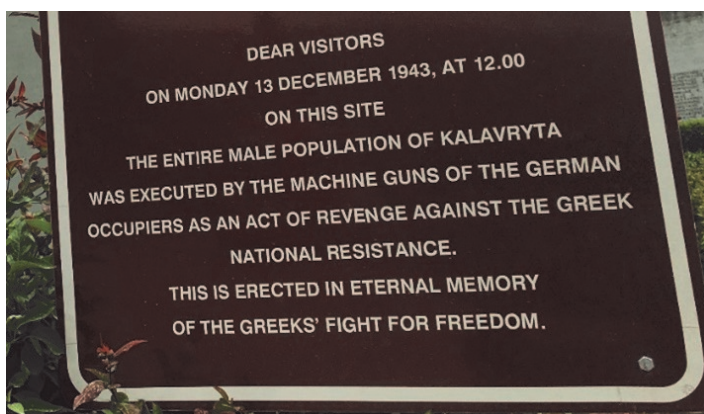 DEAR VISITORS
ON MONDAY 13 DECEMBER 1943, AT 12.00
ON THIS SITE
THE ENTIRE MALE POPULATION OF KALAVRYTA
WAS EXECUTED BY THE MACHINE GUNS OF THE GERMAN
OCCUPIERS AS AN ACT OF REVENGE AGAINST THE GREEK
NATIONAL RESISTANCE.
THIS IS ERECTED IN ETERNAL MEMORY
OF THE GREEKS' FIGHT FOR FREEDOM.